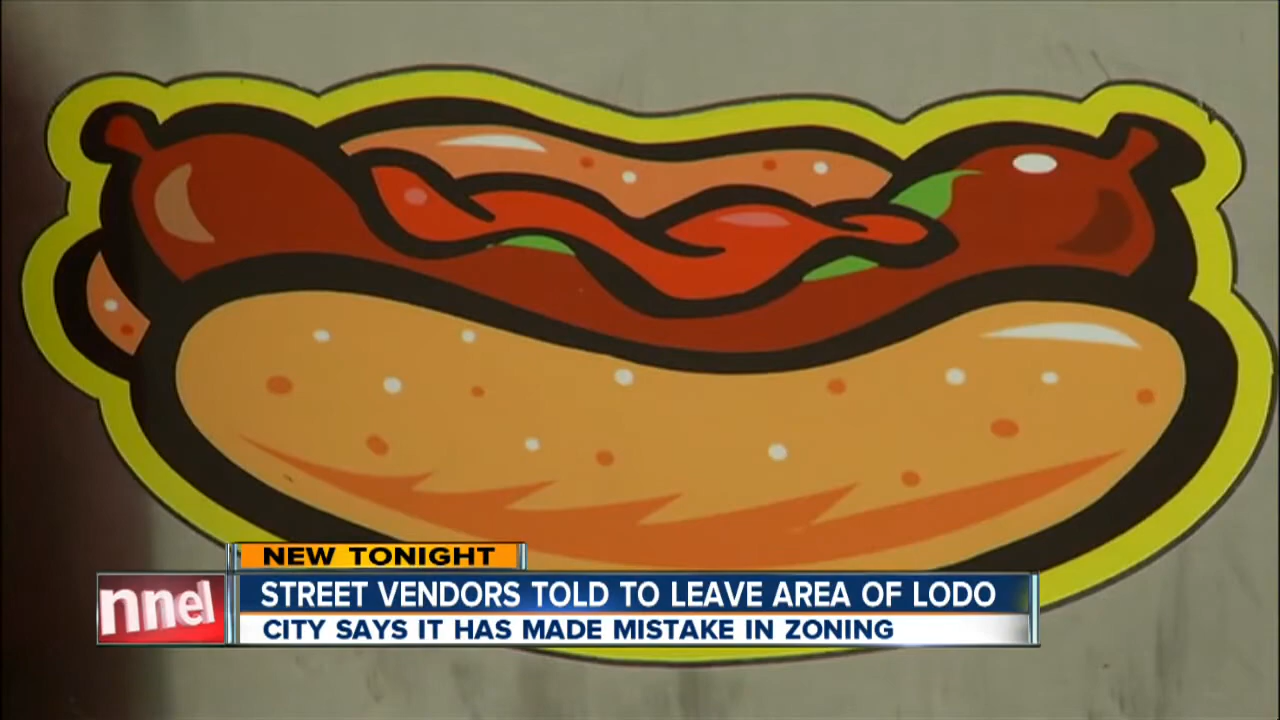 NEW TONIGHT
STREET VENDORS TOLD TO LEAVE AREA OF LODO
nnel
CITY SAYS IT HAS MADE MISTAKE IN ZONING